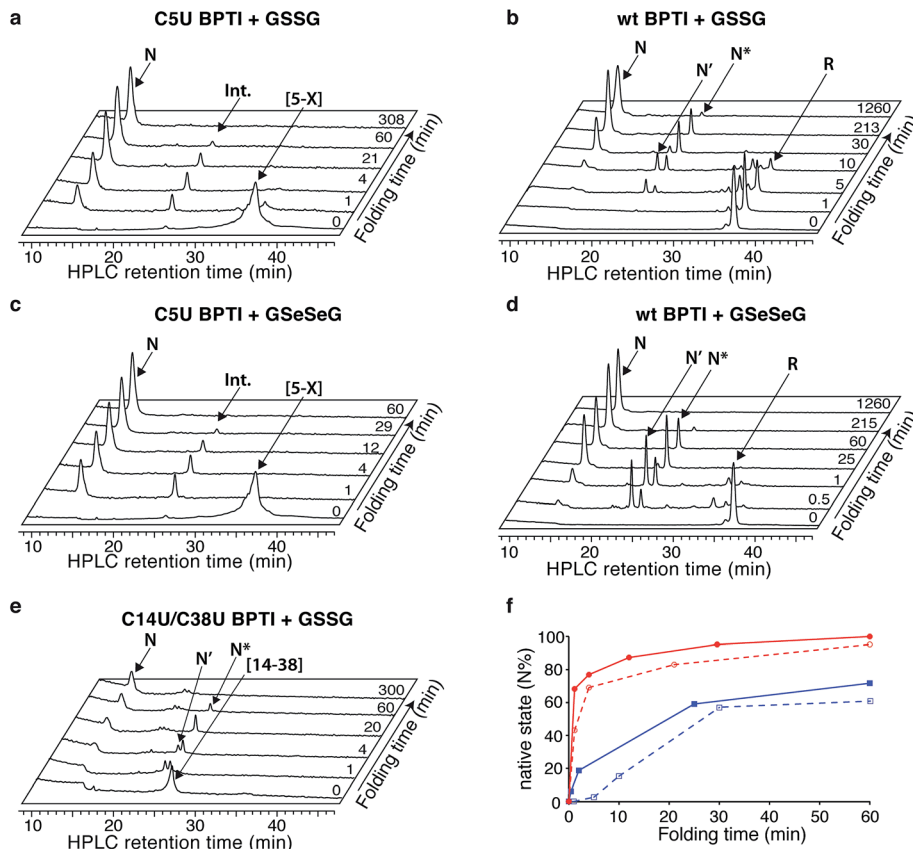 a
C5U BPTI + GSSG
N
Int.
[5-X]
308
60
21
4
1
0
Folding time (min)
10 20 30 40
HPLC retention time (min)
b
wt BPTI + GSSG
N
N′
N*
R
1260
213
30
10
5
1
0
Folding time (min)
10 20 30 40
HPLC retention time (min)
c
C5U BPTI + GSeSeG
N
Int.
[5-X]
60
29
12
4
1
0
Folding time (min)
10 20 30 40
HPLC retention time (min)
d
wt BPTI + GSeSeG
N
N′ N*
R
1260
215
60
25
1
0.5
0
Folding time (min)
10 20 30 40
HPLC retention time (min)
e
C14U/C38U BPTI + GSSG
N
N′
N*
[14-38]
300
60
20
4
1
0
Folding time (min)
10 20 30 40
HPLC retention time (min)
f
native state (N%)
100
80
60
40
20
0
0 10 20 30 40 50 60
Folding time (min)